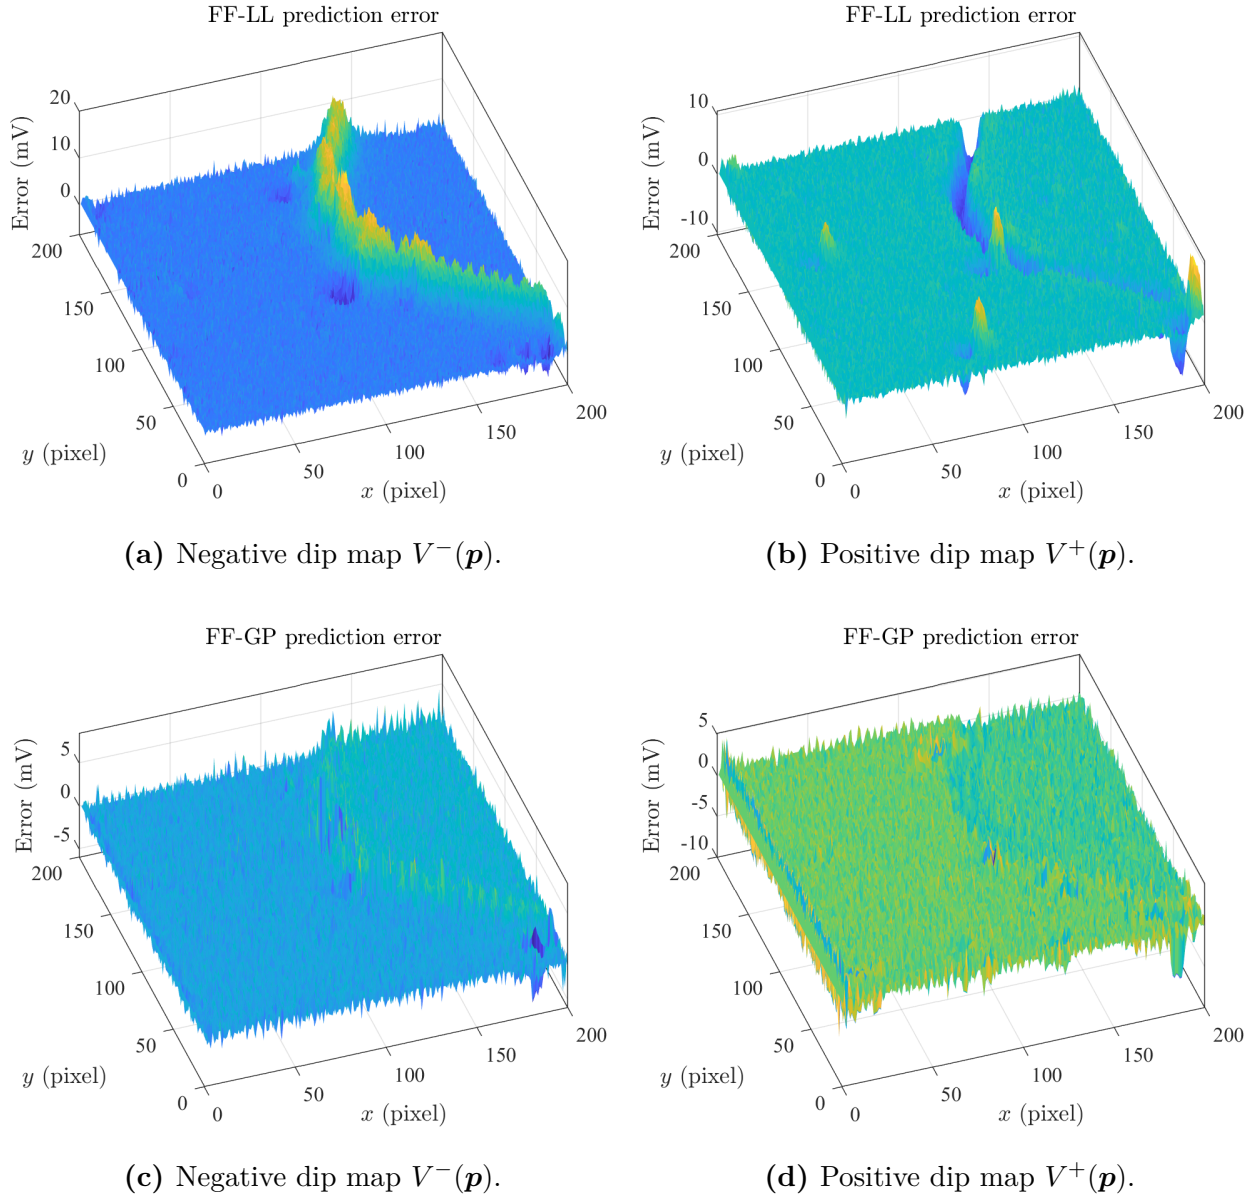 FF-LL prediction error
20
10
0
Error (mV)
200
150
100
50
0
y (pixel)
0
50
100
150
200
x (pixel)
(a) Negative dip map V⁻(p).
FF-LL prediction error
10
0
-10
Error (mV)
200
150
100
50
0
y (pixel)
0
50
100
150
200
x (pixel)
(b) Positive dip map V⁺(p).
FF-GP prediction error
5
0
-5
Error (mV)
200
150
100
50
0
y (pixel)
0
50
100
150
200
x (pixel)
(c) Negative dip map V⁻(p).
FF-GP prediction error
5
0
-5
-10
Error (mV)
200
150
100
50
0
y (pixel)
0
50
100
150
200
x (pixel)
(d) Positive dip map V⁺(p).